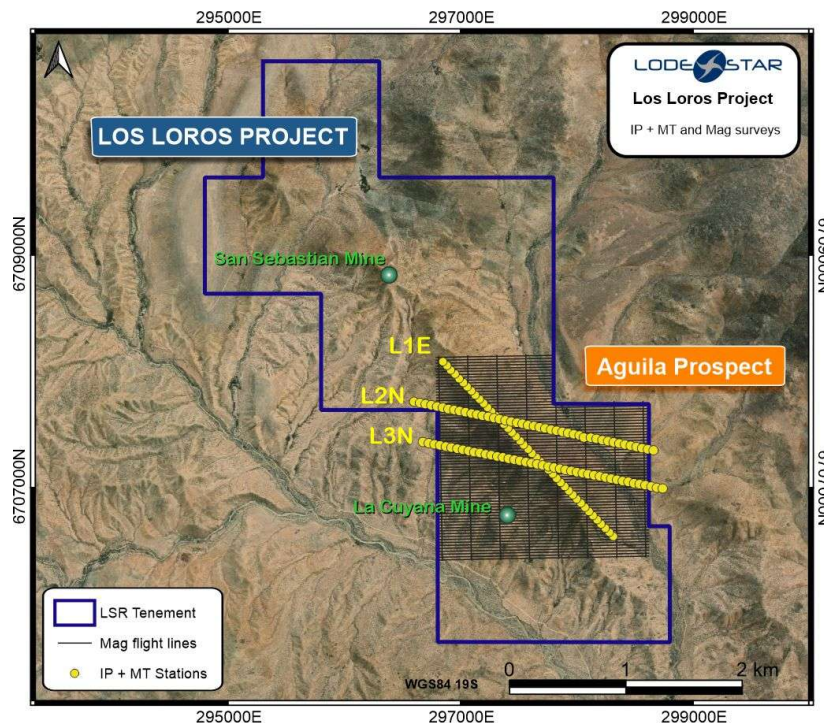 295000E 297000E 299000E
LODE STAR
Los Loros Project
IP + MT and Mag surveys
LOS LOROS PROJECT
6709000N
6709000N
San Sebastian Mine
L1E
Aguila Prospect
L2N
L3N
6707000N
6707000N
La Cuyana Mine
LSR Tenement
Mag flight lines
IP + MT Stations
0 1 2 km
WGS84 19S
295000E 297000E 299000E